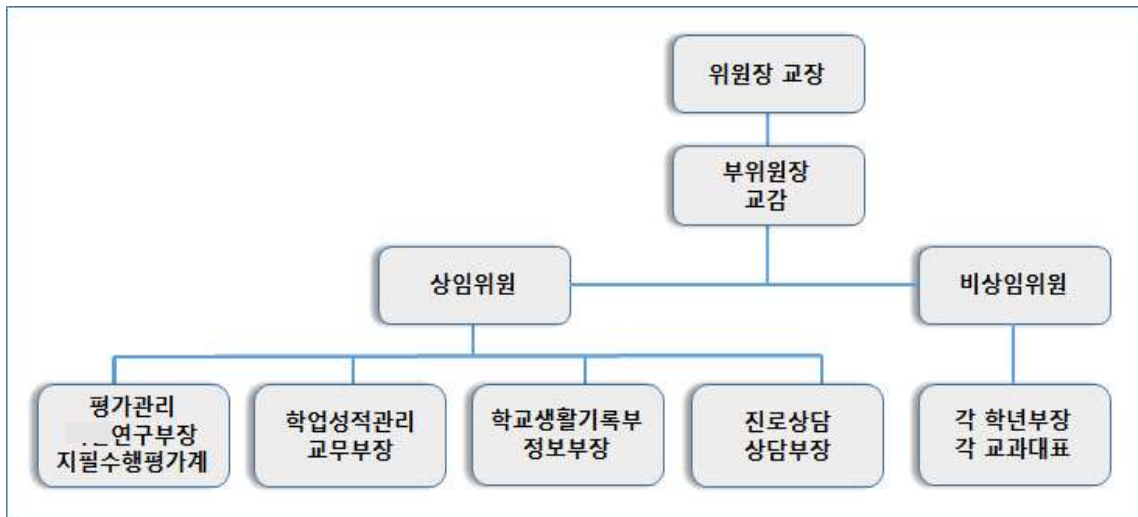 위원장 교장
부위원장
교감
상임위원
비상임위원
평가관리
연구부장
지필수행평가계
학업성적관리
교무부장
학교생활기록부
정보부장
진로상담
상담부장
각 학년부장
각 교과대표